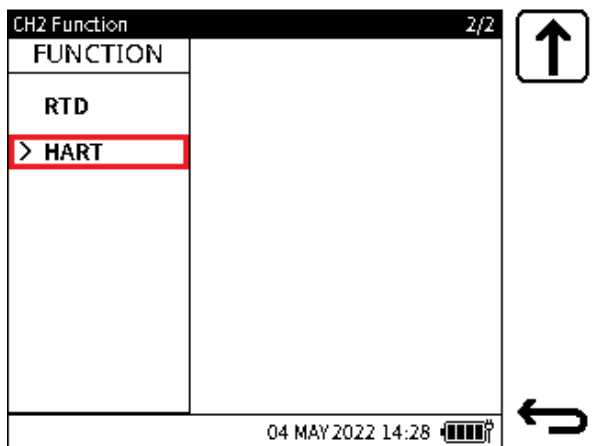 CH2 Function 2/2
FUNCTION
RTD
> HART
04 MAY 2022 14:28